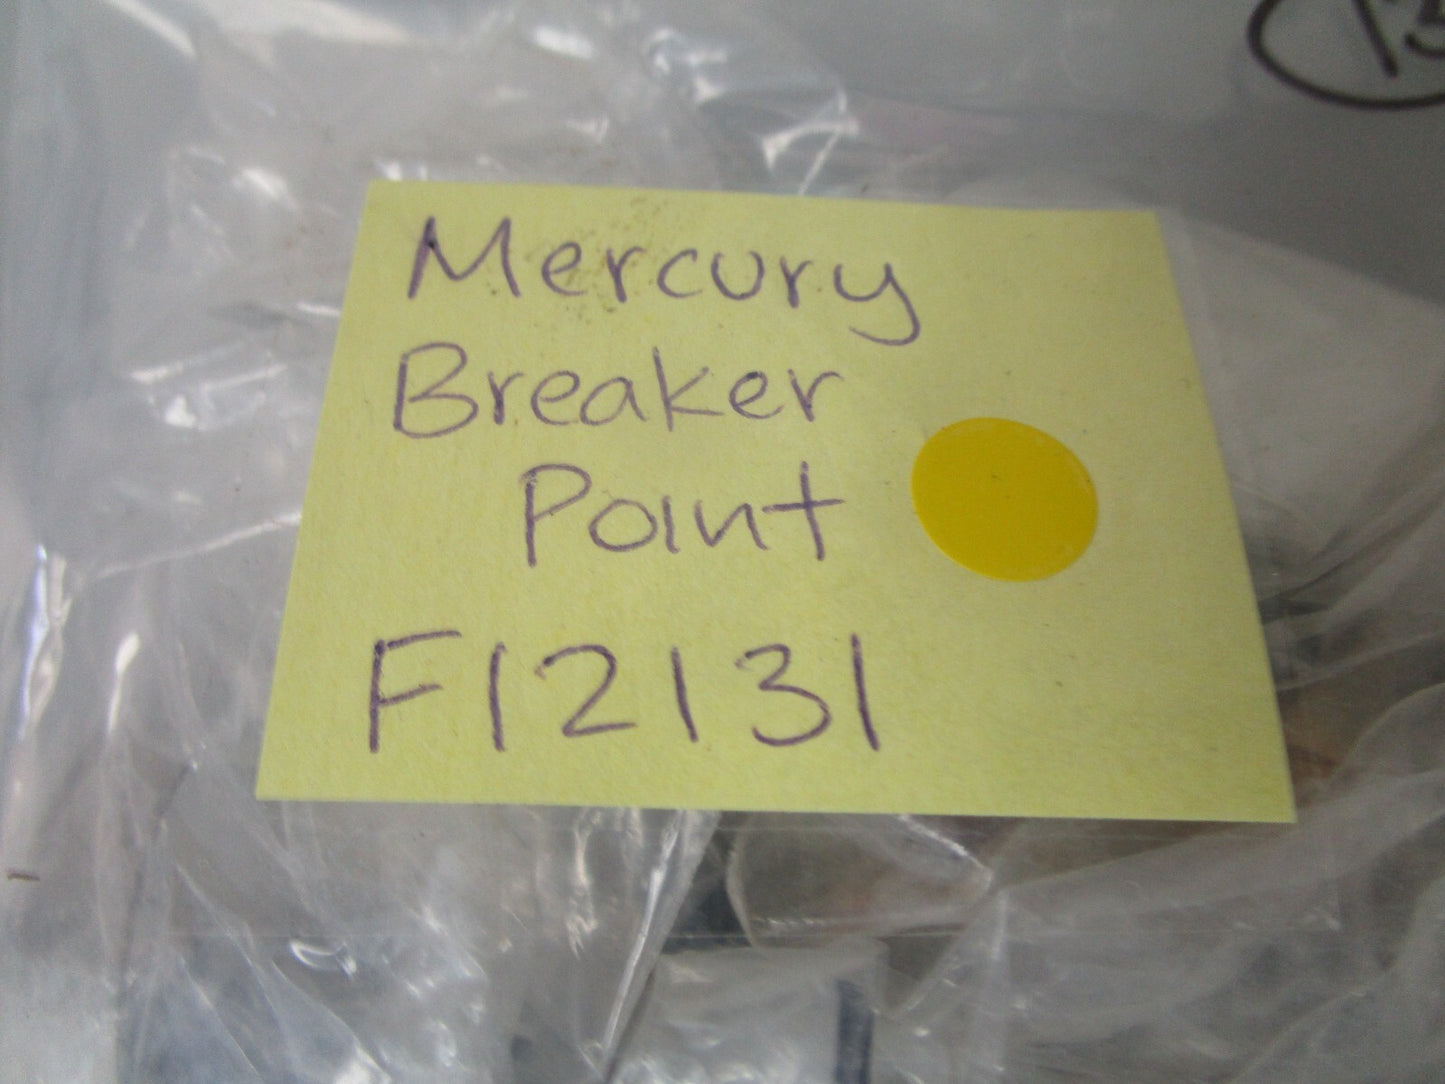 Mercury
Breaker
Point
F12131